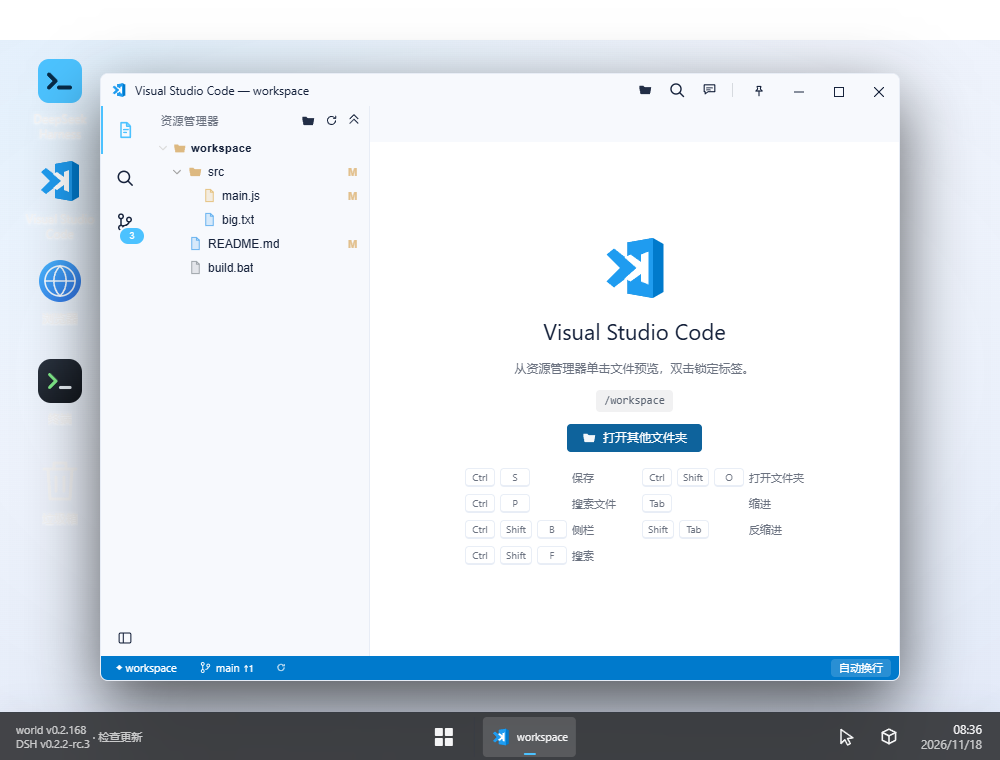 Visual Studio Code — workspace
资源管理器
workspace
src M
main.js M
big.txt
README.md M
build.bat
3
Visual Studio Code
从资源管理器单击文件预览，双击锁定标签。
/workspace
打开其他文件夹
Ctrl S 保存 Ctrl Shift O 打开文件夹
Ctrl P 搜索文件 Tab 缩进
Ctrl Shift B 侧栏 Shift Tab 反缩进
Ctrl Shift F 搜索
workspace main ↑1 自动换行
world v0.2.168
DSH v0.2.2-rc.3 · 检查更新
workspace
08:36
2026/11/18